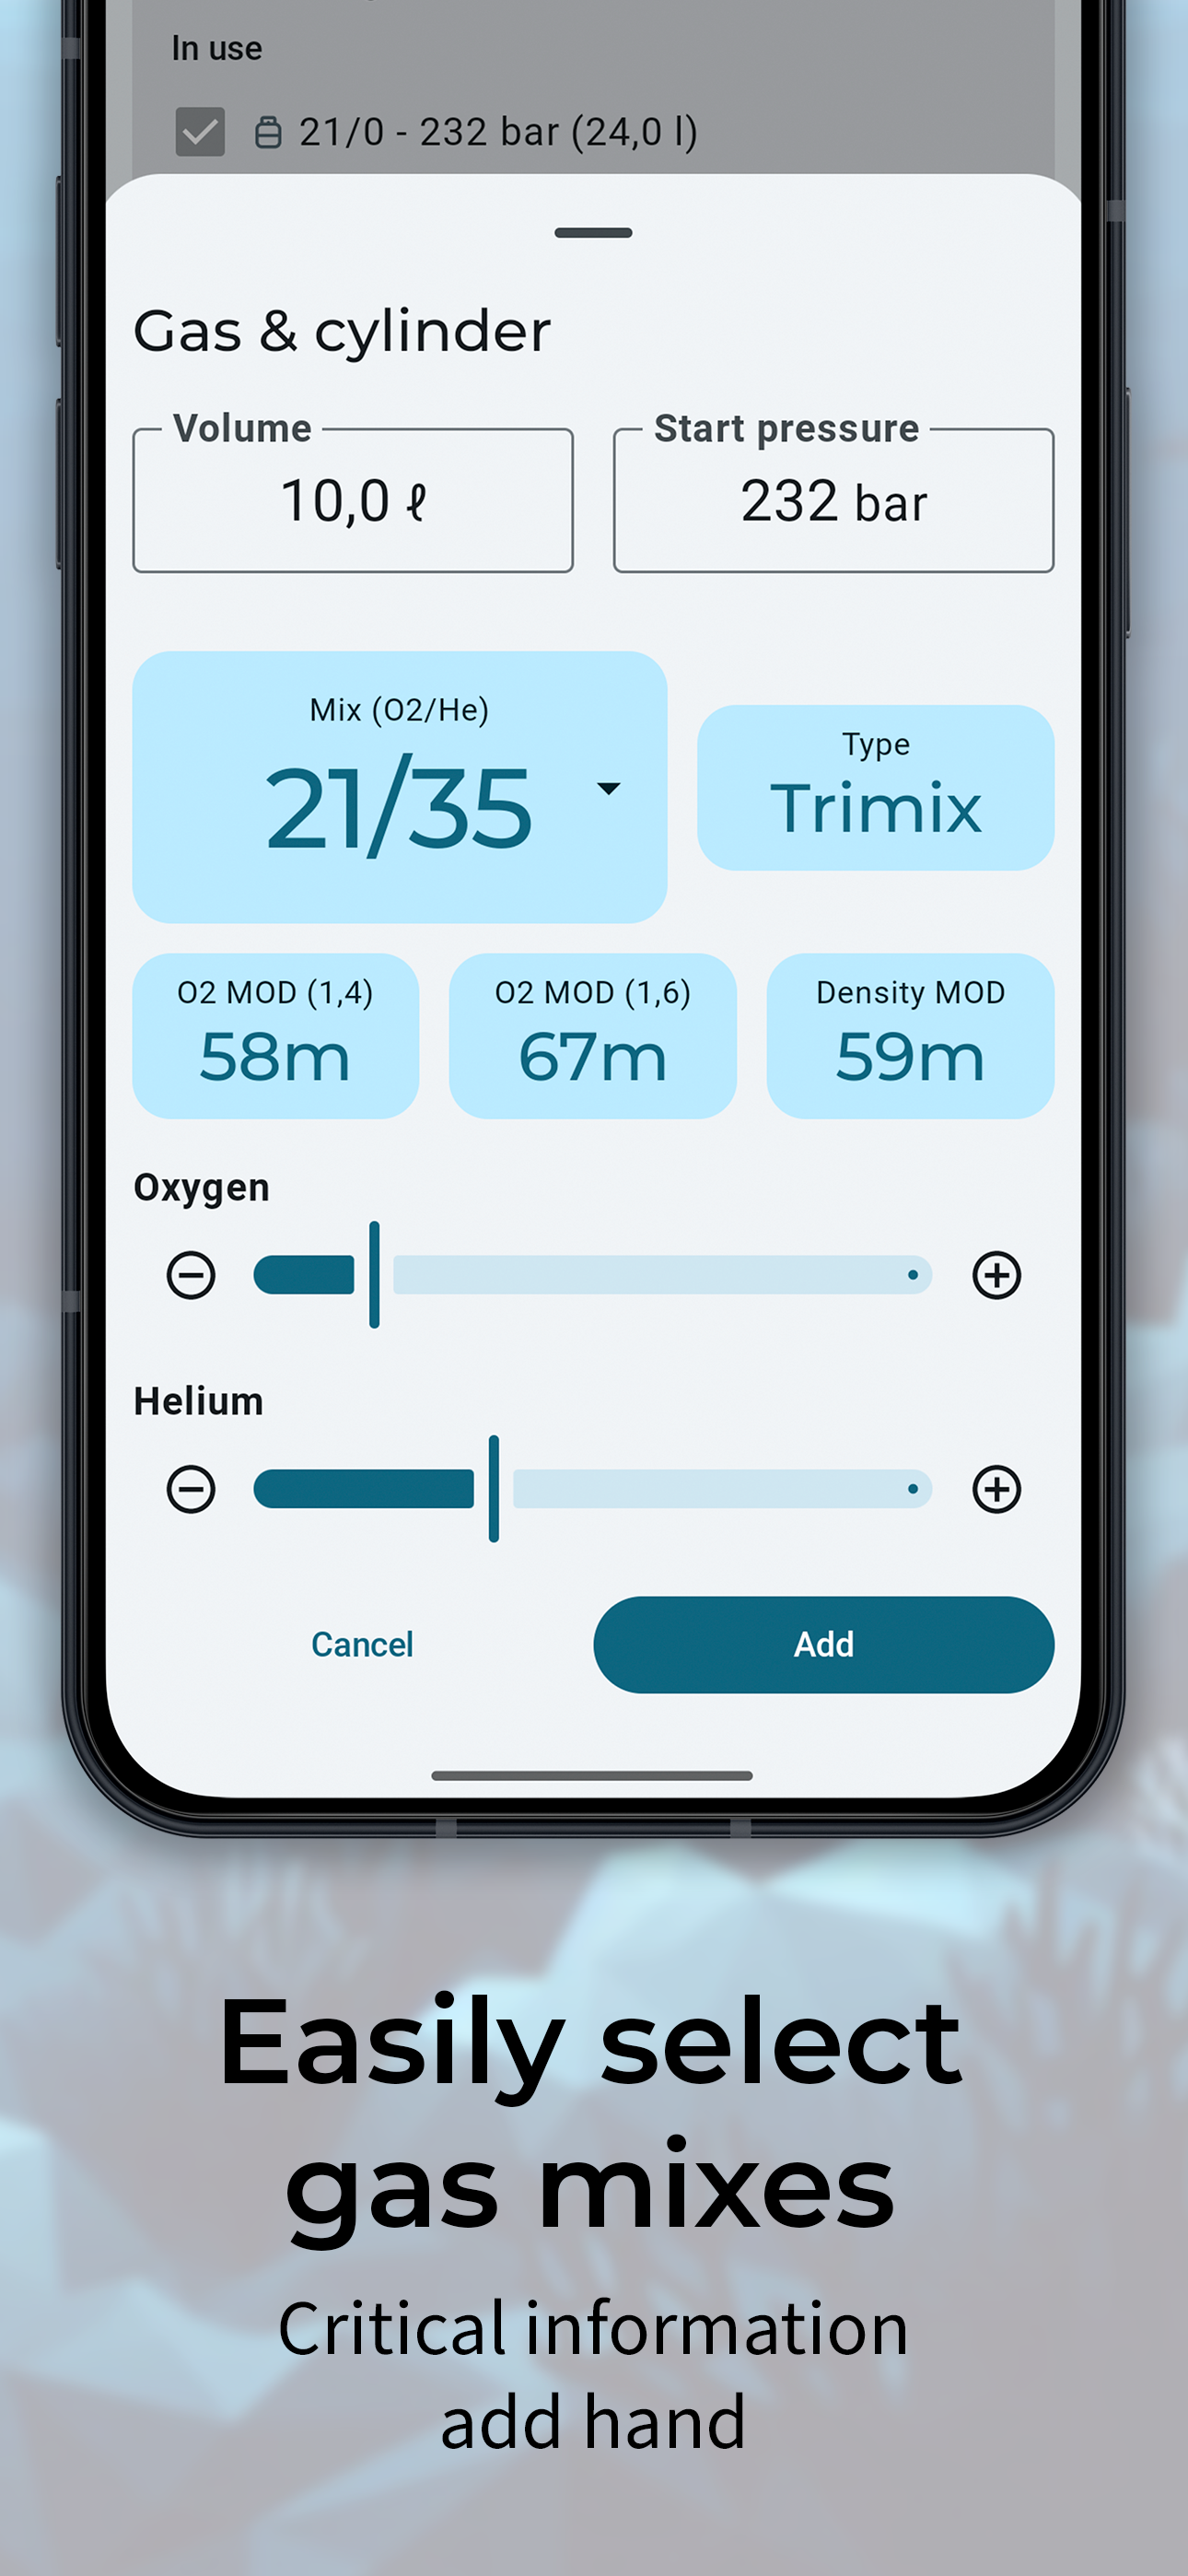 In use
21/0 - 232 bar (24,0 l)
Gas & cylinder
Volume
10,0 ℓ
Start pressure
232 bar
Mix (O2/He)
21/35
Type
Trimix
O2 MOD (1,4)
58m
O2 MOD (1,6)
67m
Density MOD
59m
Oxygen
Helium
Cancel
Add
Easily select
gas mixes
Critical information
add hand